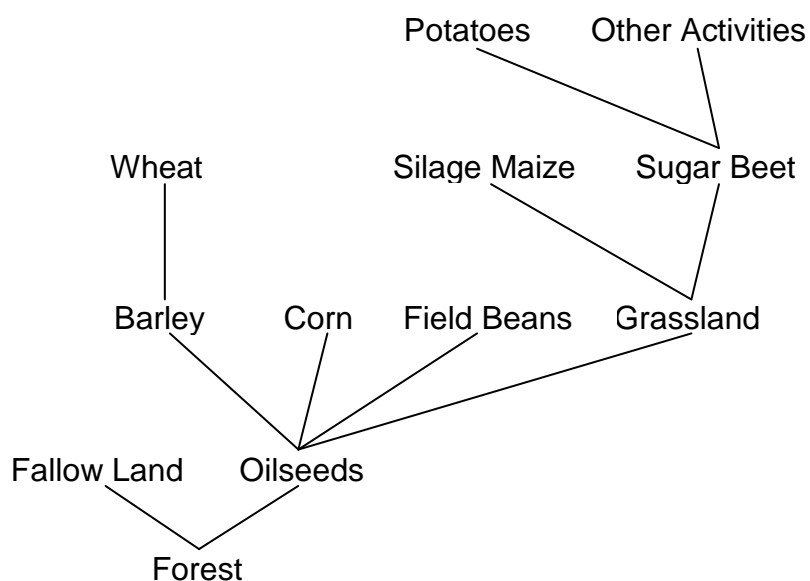 Potatoes Other Activities
Wheat Silage Maize Sugar Beet
Barley Corn Field Beans Grassland
Fallow Land Oilseeds
Forest